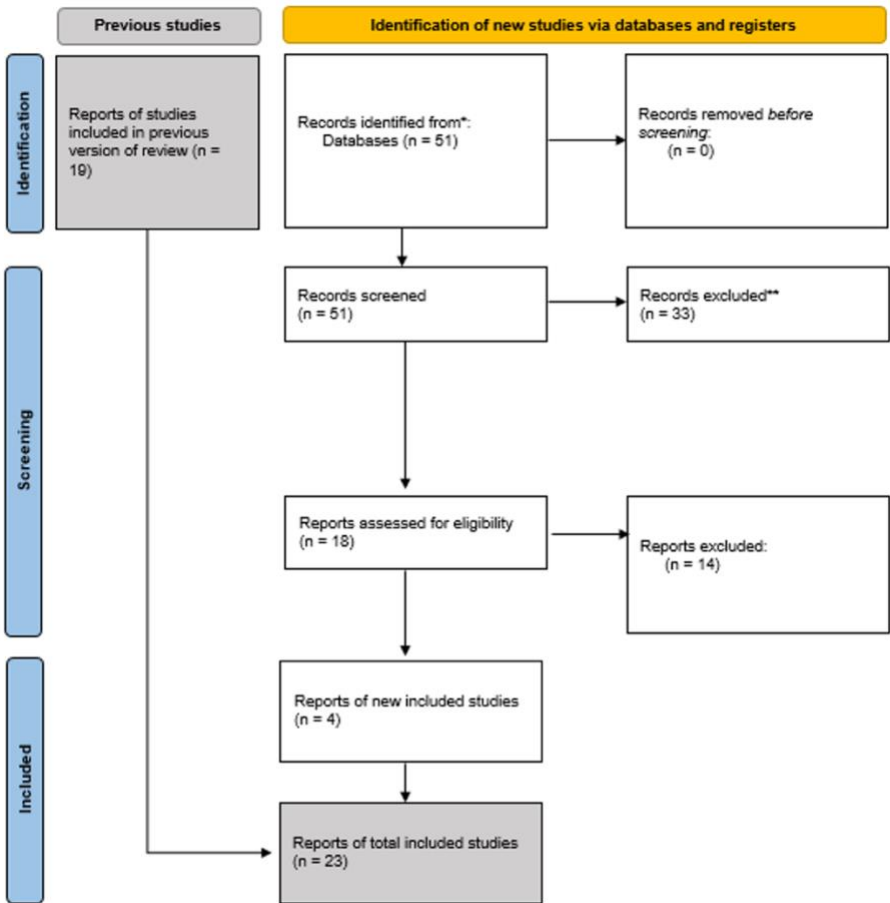 Previous studies
Identification of new studies via databases and registers
Identification
Reports of studies
included in previous
version of review (n =
19)
Records identified from*:
Databases (n = 51)
Records removed before
screening:
(n = 0)
Screening
Records screened
(n = 51)
Records excluded**
(n = 33)
Reports assessed for eligibility
(n = 18)
Reports excluded:
(n = 14)
Included
Reports of new included studies
(n = 4)
Reports of total included studies
(n = 23)